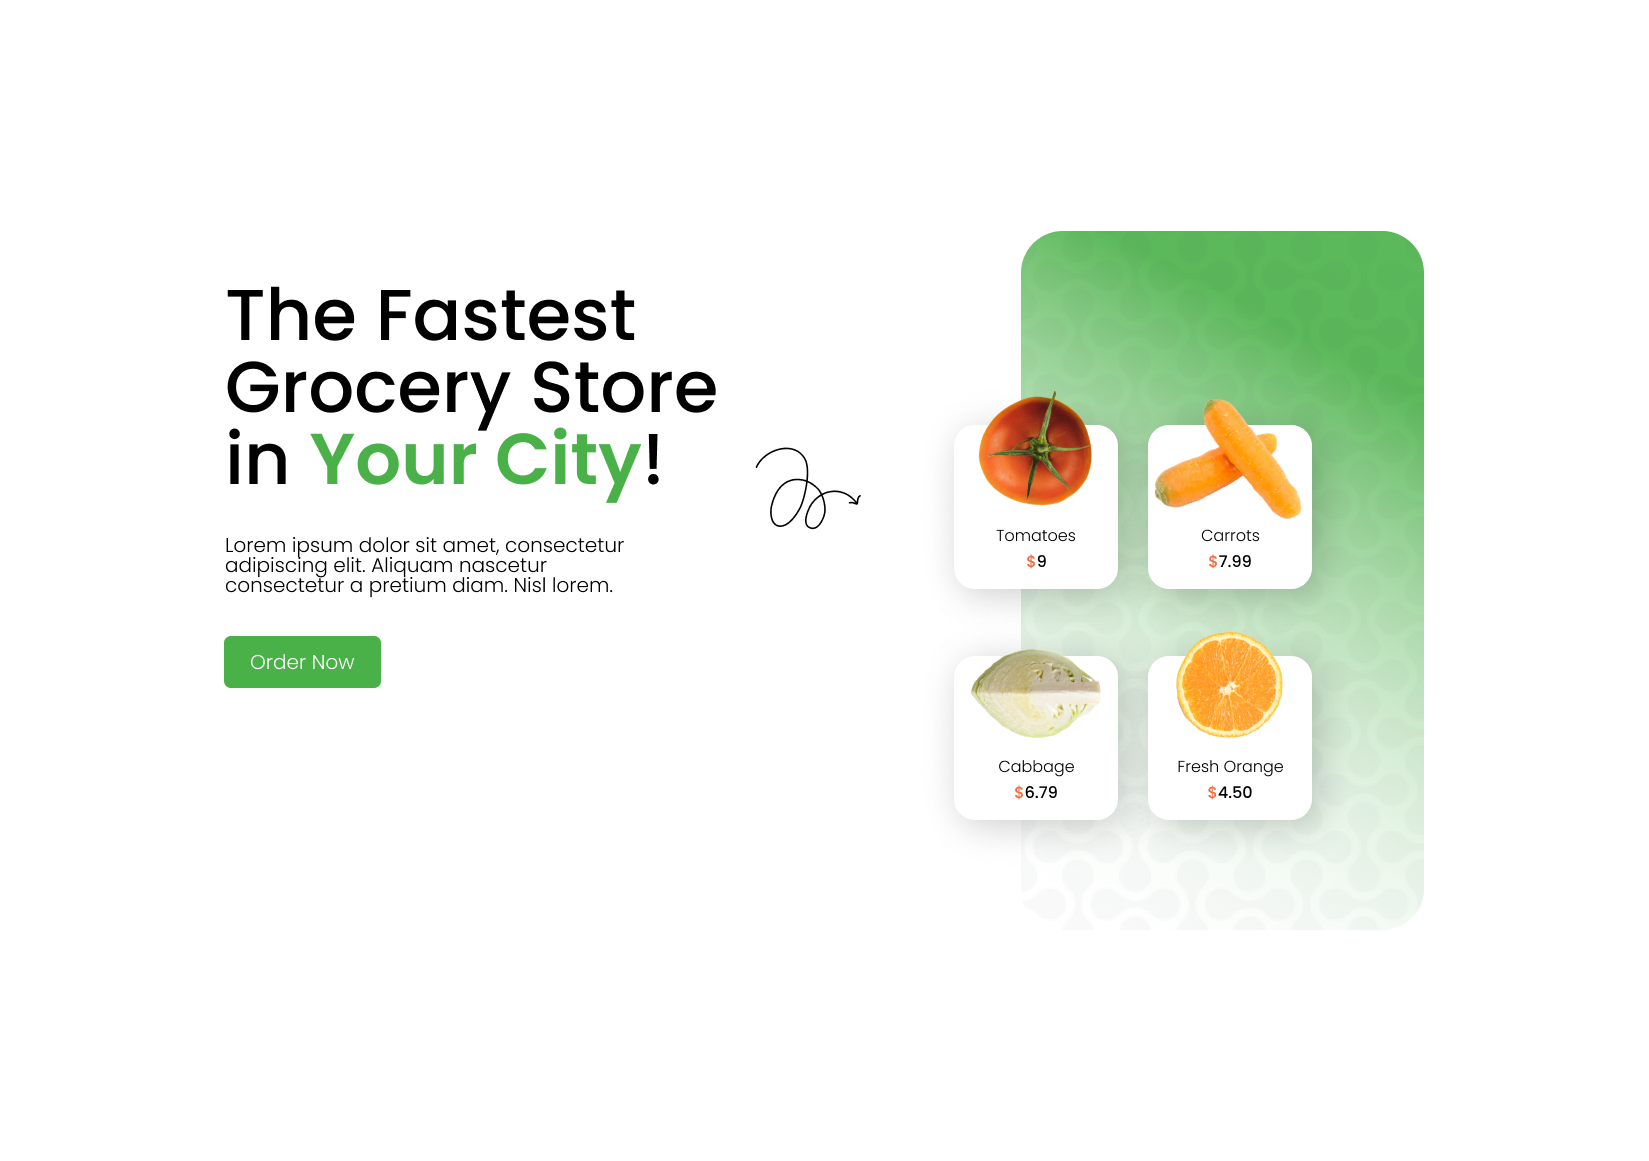 The Fastest
Grocery Store
in Your City!
Lorem ipsum dolor sit amet, consectetur
adipiscing elit. Aliquam nascetur
consectetur a pretium diam. Nisl lorem.
Order Now
Tomatoes
$9
Carrots
$7.99
Cabbage
$6.79
Fresh Orange
$4.50